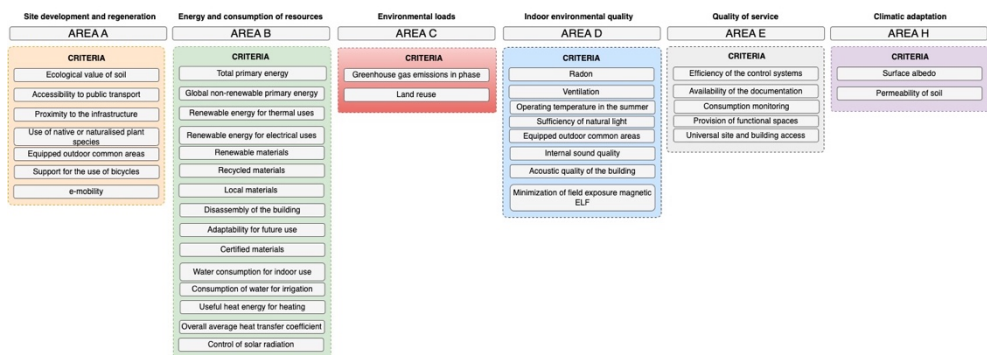 Site development and regeneration
AREA A
CRITERIA
Ecological value of soil
Accessibility to public transport
Proximity to the infrastructure
Use of native or naturalised plant
species
Equipped outdoor common areas
Support for the use of bicycles
e-mobility
Energy and consumption of resources
AREA B
CRITERIA
Total primary energy
Global non-renewable primary energy
Renewable energy for thermal uses
Renewable energy for electrical uses
Renewable materials
Recycled materials
Local materials
Disassembly of the building
Adaptability for future use
Certified materials
Water consumption for indoor use
Consumption of water for irrigation
Useful heat energy for heating
Overall average heat transfer coefficient
Control of solar radiation
Environmental loads
AREA C
CRITERIA
Greenhouse gas emissions in phase
Land reuse
Indoor environmental quality
AREA D
CRITERIA
Radon
Ventilation
Operating temperature in the summer
Sufficiency of natural light
Equipped outdoor common areas
Internal sound quality
Acoustic quality of the building
Minimization of field exposure magnetic
ELF
Quality of service
AREA E
CRITERIA
Efficiency of the control systems
Availability of the documentation
Consumption monitoring
Provision of functional spaces
Universal site and building access
Climatic adaptation
AREA H
CRITERIA
Surface albedo
Permeability of soil